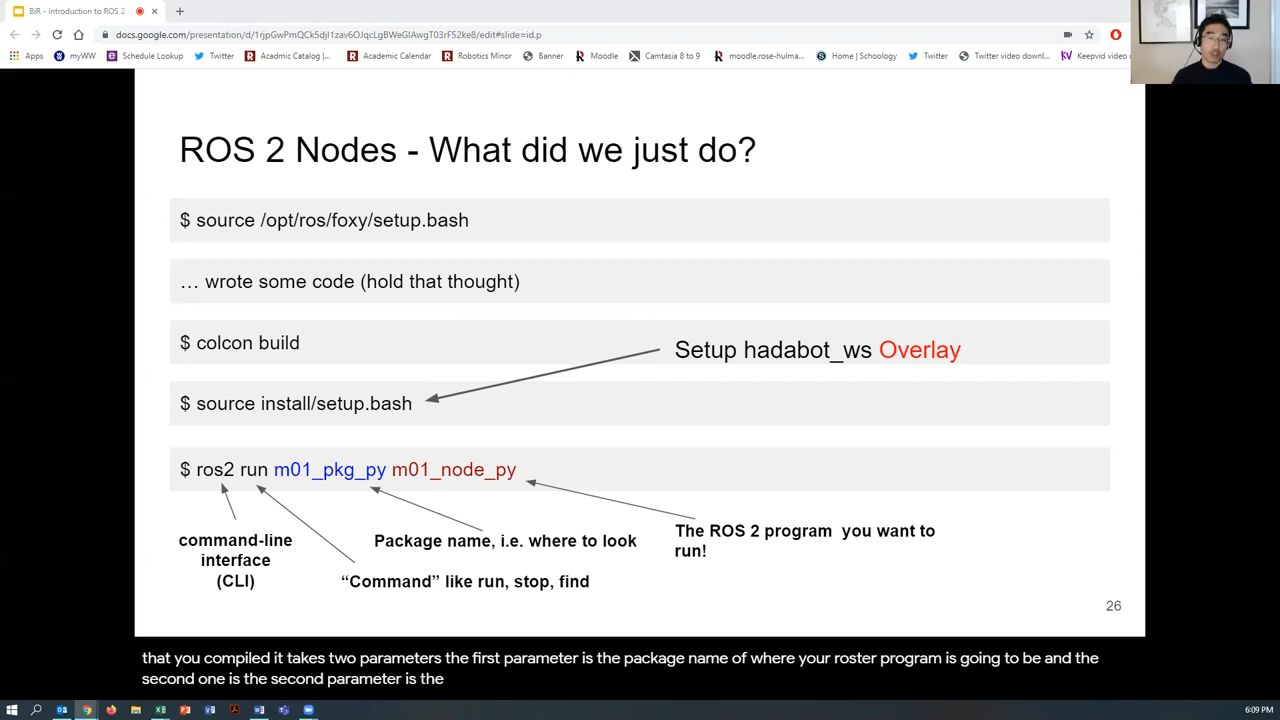 BiR - Introduction to ROS 2
docs.google.com/presentation/d/1rjpGwPmQCk5djl1zav6OJqcLgBWeGIAwgT03rF52ke8/edit#slide=id.p
Apps myWW Schedule Lookup Twitter Acadmic Catalog |... Academic Calendar Robotics Minor Banner Moodle Camtasia 8 to 9 moodle.rose-hulma... Home | Schoology Twitter Twitter video downl... Keepvid video
ROS 2 Nodes - What did we just do?
$ source /opt/ros/foxy/setup.bash
... wrote some code (hold that thought)
$ colcon build
Setup hadabot_ws Overlay
$ source install/setup.bash
$ ros2 run m01_pkg_py m01_node_py
command-line
interface
(CLI)
Package name, i.e. where to look
“Command” like run, stop, find
The ROS 2 program you want to
run!
26
that you compiled it takes two parameters the first parameter is the package name of where your roster program is going to be and the
second one is the second parameter is the
6:09 PM